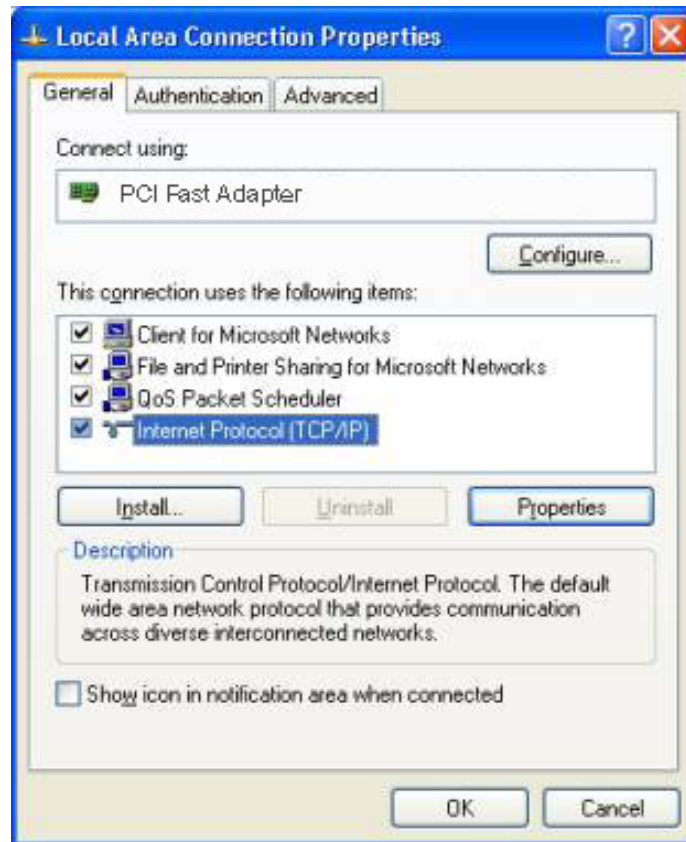 Local Area Connection Properties
General Authentication Advanced
Connect using:
PCI Fast Adapter
Configure...
This connection uses the following items:
Client for Microsoft Networks
File and Printer Sharing for Microsoft Networks
QoS Packet Scheduler
Internet Protocol (TCP/IP)
Install... Uninstall Properties
Description
Transmission Control Protocol/Internet Protocol. The default
wide area network protocol that provides communication
across diverse interconnected networks.
Show icon in notification area when connected
OK Cancel